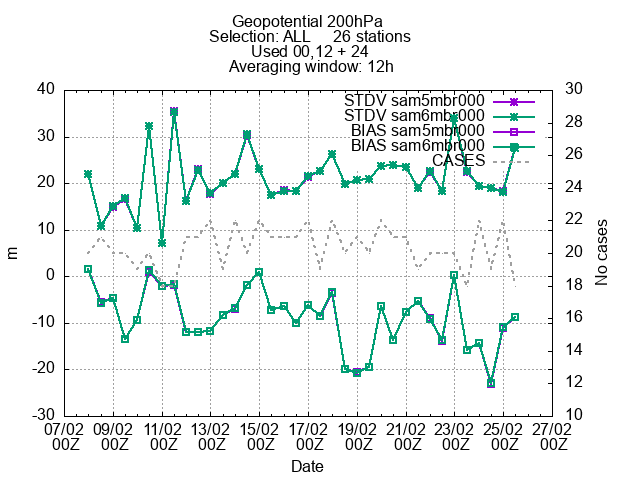 Geopotential 200hPa
Selection: ALL 26 stations
Used 00,12 + 24
Averaging window: 12h
STDV sam5mbr000
STDV sam6mbr000
BIAS sam5mbr000
BIAS sam6mbr000
CASES
40
30
20
10
0
-10
-20
-30
m
30
28
26
24
22
20
18
16
14
12
10
No cases
07/02 09/02 11/02 13/02 15/02 17/02 19/02 21/02 23/02 25/02 27/02
00Z 00Z 00Z 00Z 00Z 00Z 00Z 00Z 00Z 00Z 00Z
Date